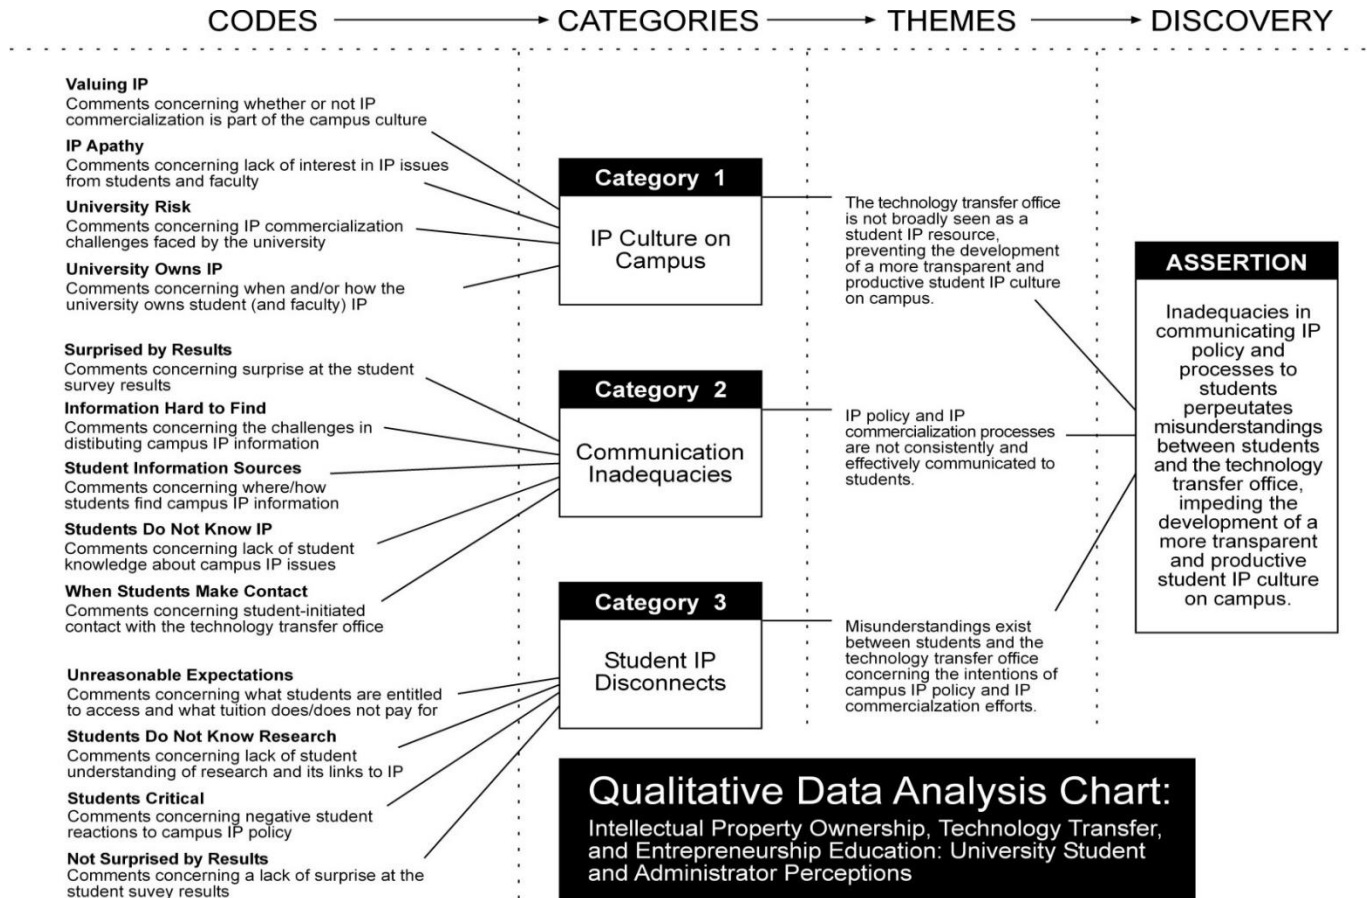 CODES
CATEGORIES
THEMES
DISCOVERY
Valuing IP
Comments concerning whether or not IP
commercialization is part of the campus culture
IP Apathy
Comments concerning lack of interest in IP issues
from students and faculty
University Risk
Comments concerning IP commercialization
challenges faced by the university
University Owns IP
Comments concerning when and/or how the
university owns student (and faculty) IP
Surprised by Results
Comments concerning surprise at the student
survey results
Information Hard to Find
Comments concerning the challenges in
distibuting campus IP information
Student Information Sources
Comments concerning where/how
students find campus IP information
Students Do Not Know IP
Comments concerning lack of student
knowledge about campus IP issues
When Students Make Contact
Comments concerning student-initiated
contact with the technology transfer office
Unreasonable Expectations
Comments concerning what students are entitled
to access and what tuition does/does not pay for
Students Do Not Know Research
Comments concerning lack of student
understanding of research and its links to IP
Students Critical
Comments concerning negative student
reactions to campus IP policy
Not Surprised by Results
Comments concerning a lack of surprise at the
student suvey results
Category 1
IP Culture on
Campus
Category 2
Communication
Inadequacies
Category 3
Student IP
Disconnects
The technology transfer office
is not broadly seen as a
student IP resource,
preventing the development
of a more transparent and
productive student IP culture
on campus.
IP policy and IP
commercialization processes
are not consistently and
effectively communicated to
students.
Misunderstandings exist
between students and the
technology transfer office
concerning the intentions of
campus IP policy and IP
commercialzation efforts.
ASSERTION
Inadequacies in
communicating IP
policy and
processes to
students
perpeutates
misunderstandings
between students
and the technology
transfer office,
impeding the
development of a
more transparent
and productive
student IP culture
on campus.
Qualitative Data Analysis Chart:
Intellectual Property Ownership, Technology Transfer,
and Entrepreneurship Education: University Student
and Administrator Perceptions